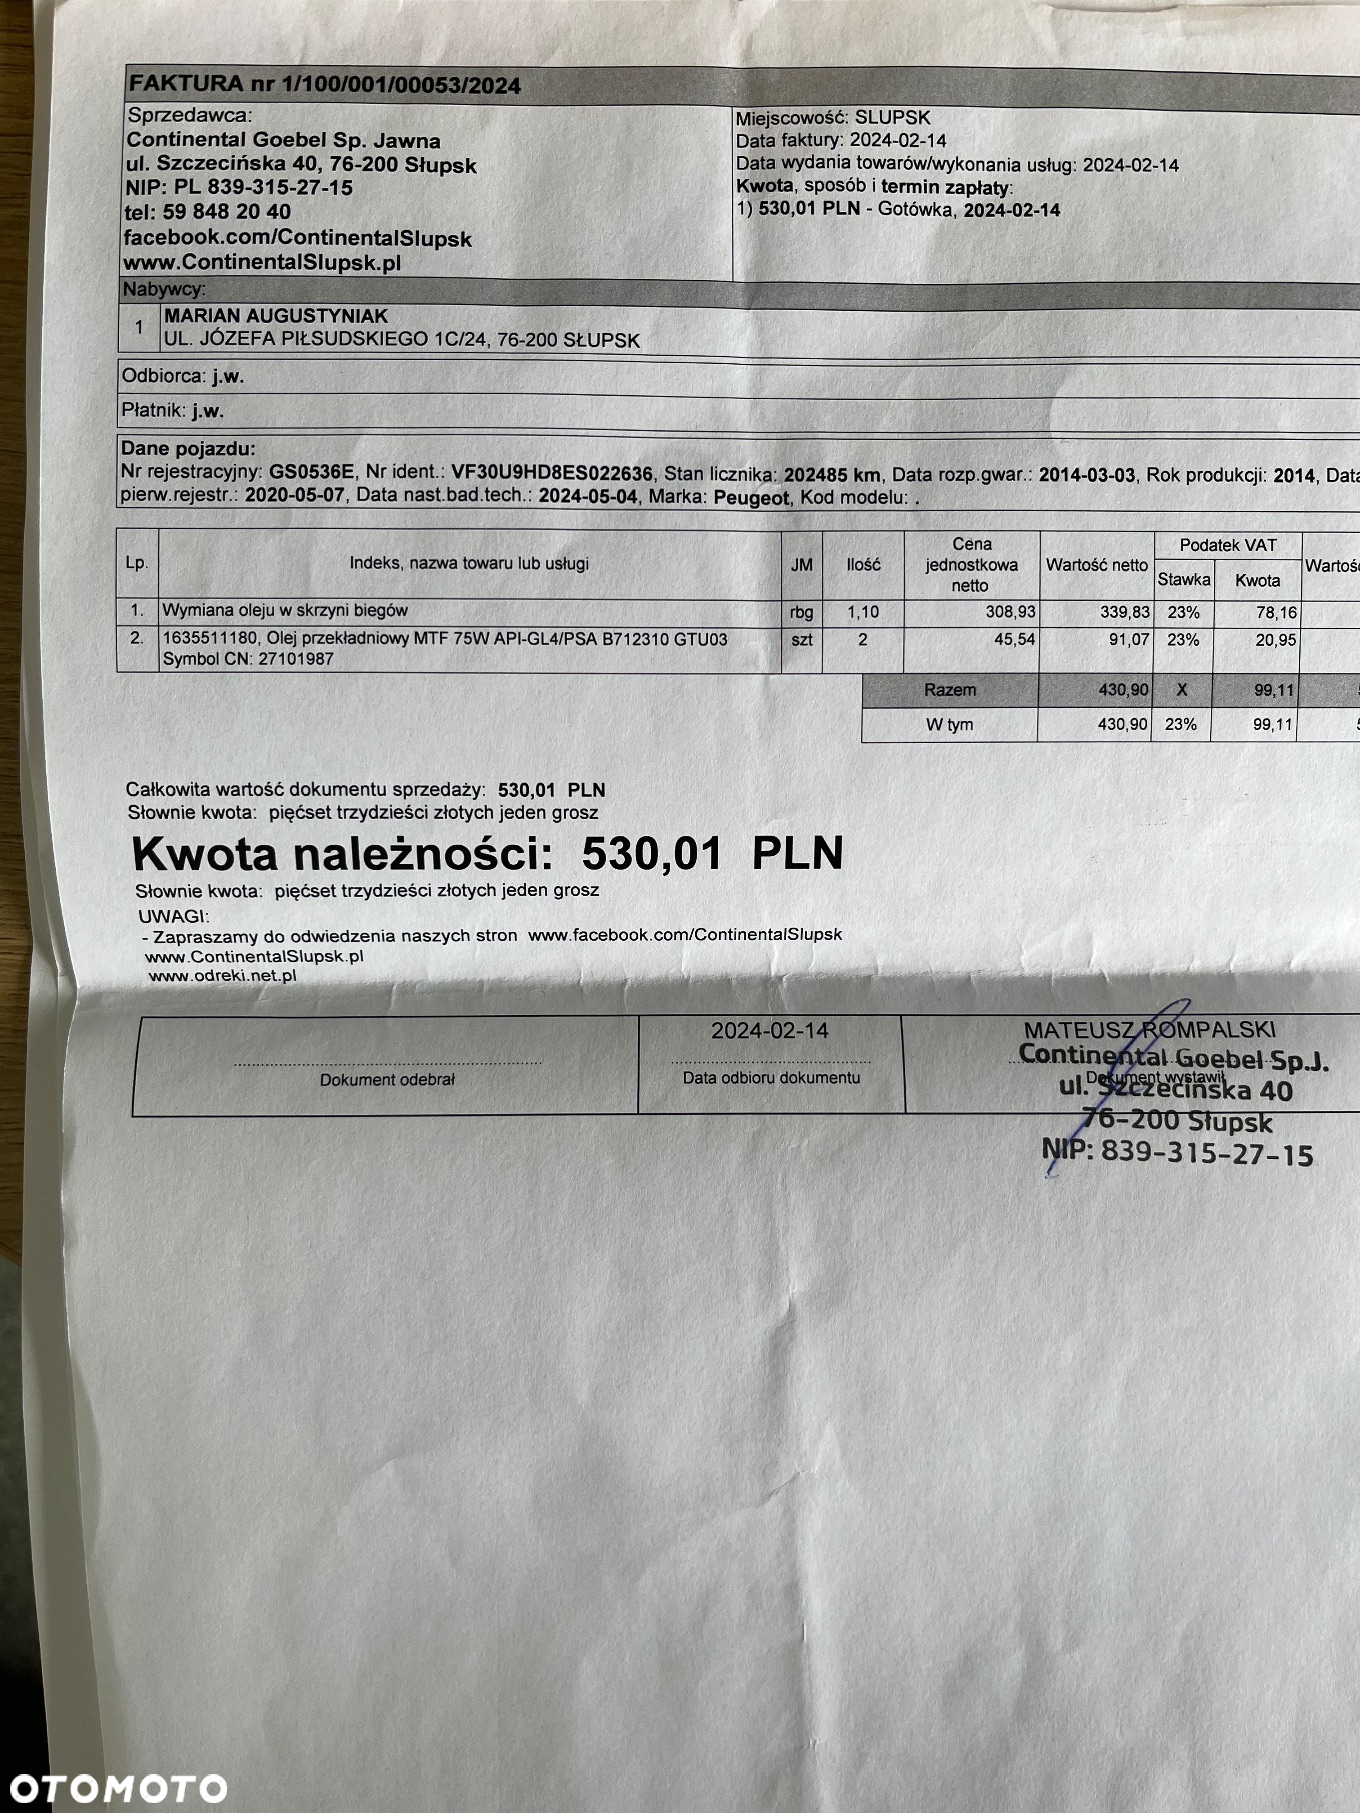 FAKTURA nr 1/100/001/00053/2024
Sprzedawca:
Continental Goebel Sp. Jawna
ul. Szczecińska 40, 76-200 Słupsk
NIP: PL 839-315-27-15
tel: 59 848 20 40
facebook.com/ContinentalSlupsk
www.ContinentalSlupsk.pl
Miejscowość: SLUPSK
Data faktury: 2024-02-14
Data wydania towarów/wykonania usług: 2024-02-14
Kwota, sposób i termin zapłaty:
1) 530,01 PLN - Gotówka, 2024-02-14
Nabywcy:
1
MARIAN AUGUSTYNIAK
UL. JÓZEFA PIŁSUDSKIEGO 1C/24, 76-200 SŁUPSK
Odbiorca: j.w.
Płatnik: j.w.
Dane pojazdu:
Nr rejestracyjny: GS0536E, Nr ident.: VF30U9HD8ES022636, Stan licznika: 202485 km, Data rozp.gwar.: 2014-03-03, Rok produkcji: 2014, Data
pierw.rejestr.: 2020-05-07, Data nast.bad.tech.: 2024-05-04, Marka: Peugeot, Kod modelu: .
Lp. Indeks, nazwa towaru lub usługi JM Ilość Cena jednostkowa netto Wartość netto Podatek VAT Stawka Kwota
1. Wymiana oleju w skrzyni biegów rbg 1,10 308,93 339,83 23% 78,16
2. 1635511180, Olej przekładniowy MTF 75W API-GL4/PSA B712310 GTU03 szt 2 45,54 91,07 23% 20,95
Symbol CN: 27101987
Razem 430,90 X 99,11
W tym 430,90 23% 99,11
Całkowita wartość dokumentu sprzedaży: 530,01 PLN
Słownie kwota: pięćset trzydzieści złotych jeden grosz
Kwota należności: 530,01 PLN
Słownie kwota: pięćset trzydzieści złotych jeden grosz
UWAGI:
- Zapraszamy do odwiedzenia naszych stron www.facebook.com/ContinentalSlupsk
www.ContinentalSlupsk.pl
www.odreki.net.pl
Dokument odebrał
2024-02-14
Data odbioru dokumentu
MATEUSZ ROMPALSKI
Dokument wystawił
Continental Goebel Sp.J.
ul. Szczecińska 40
76-200 Słupsk
NIP: 839-315-27-15
OTOMOTO